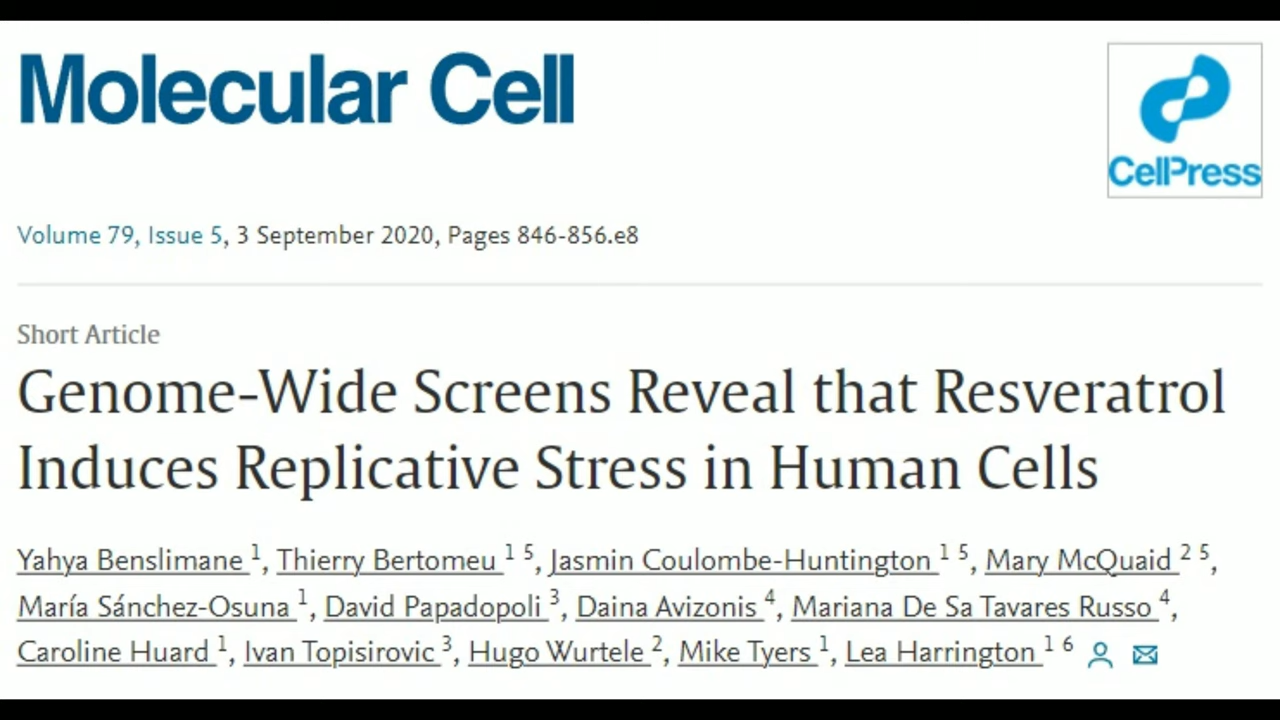 Molecular Cell
CellPress
Volume 79, Issue 5, 3 September 2020, Pages 846-856.e8
Short Article
Genome-Wide Screens Reveal that Resveratrol
Induces Replicative Stress in Human Cells
Yahya Benslimane 1, Thierry Bertomeu 1 5, Jasmin Coulombe-Huntington 1 5, Mary McQuaid 2 5,
María Sánchez-Osuna 1, David Papadopoli 3, Daina Avizonis 4, Mariana De Sa Tavares Russo 4,
Caroline Huard 1, Ivan Topisirovic 3, Hugo Wurtele 2, Mike Tyers 1, Lea Harrington 1 6